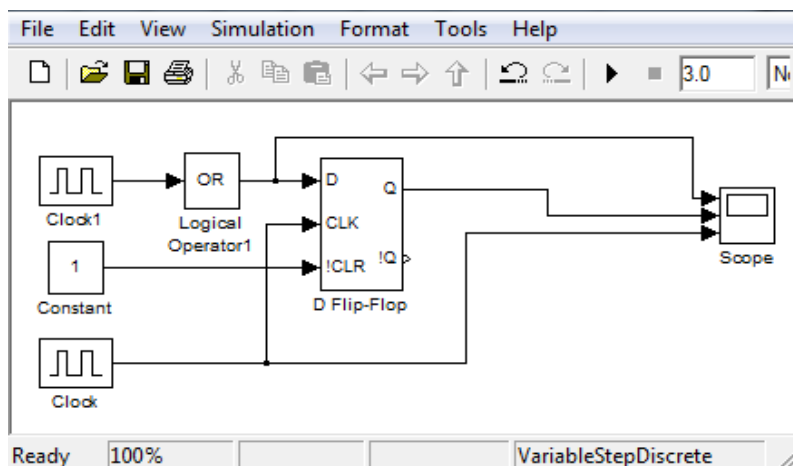 File Edit View Simulation Format Tools Help
3.0
OR
D
Q
Clock1
Logical
Operator1
CLK
1
!CLR
!Q
Scope
Constant
D Flip-Flop
Clock
Ready 100% VariableStepDiscrete